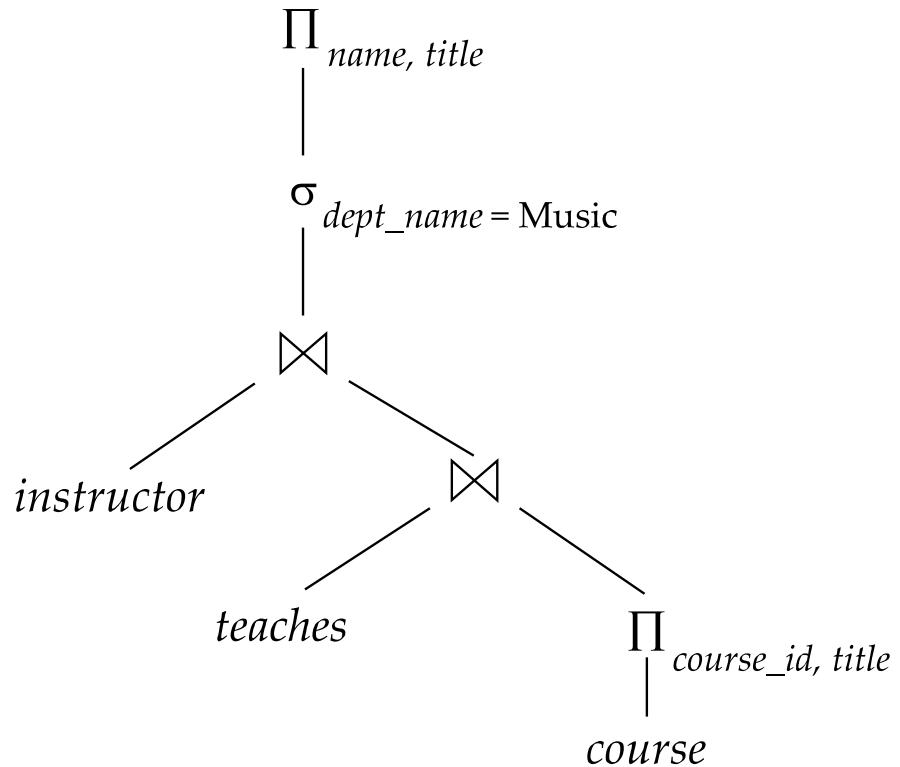 ∏ name, title
σ dept_name = Music
⋈
instructor
⋈
teaches
∏ course_id, title
course